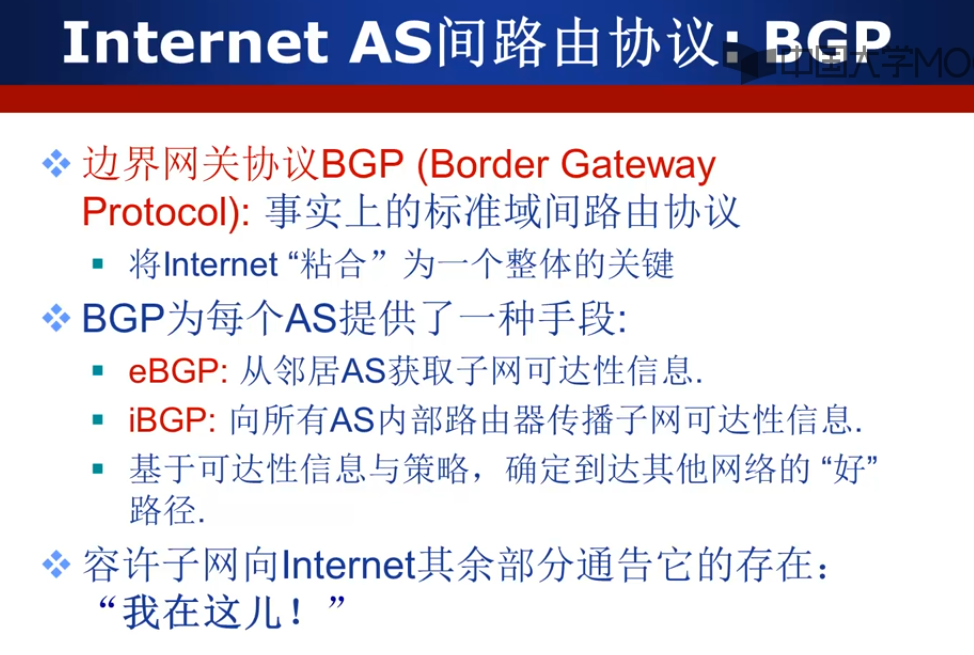 Internet AS间路由协议: BGP
中国大学MO
边界网关协议BGP (Border Gateway
Protocol): 事实上的标准域间路由协议
将Internet “粘合”为一个整体的关键
BGP为每个AS提供了一种手段:
eBGP: 从邻居AS获取子网可达性信息.
iBGP: 向所有AS内部路由器传播子网可达性信息.
基于可达性信息与策略，确定到达其他网络的 “好”
路径.
容许子网向Internet其余部分通告它的存在：
“我在这儿！”